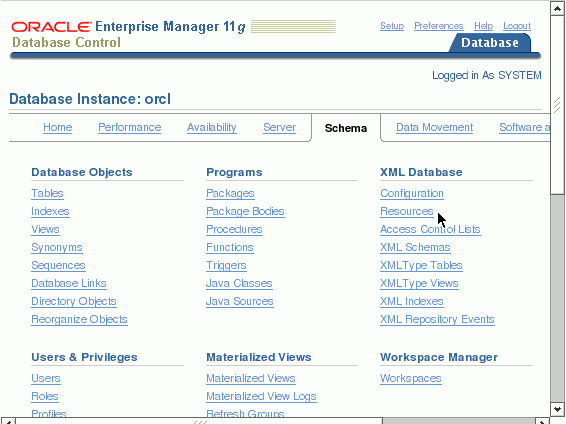 ORACLE Enterprise Manager 11g
Database Control
Setup Preferences Help Logout
Database
Logged in As SYSTEM
Database Instance: orcl
Home Performance Availability Server Schema Data Movement Software a
Database Objects
Tables
Indexes
Views
Synonyms
Sequences
Database Links
Directory Objects
Reorganize Objects
Programs
Packages
Package Bodies
Procedures
Functions
Triggers
Java Classes
Java Sources
XML Database
Configuration
Resources
Access Control Lists
XML Schemas
XMLType Tables
XMLType Views
XML Indexes
XML Repository Events
Users & Privileges
Users
Roles
Profiles
Materialized Views
Materialized Views
Materialized View Logs
Refresh Groups
Workspace Manager
Workspaces